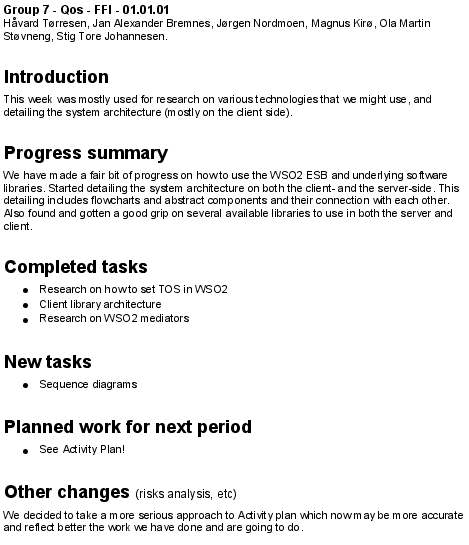 Group 7 - Qos - FFI - 01.01.01
Håvard Tørresen, Jan Alexander Bremnes, Jørgen Nordmoen, Magnus Kirø, Ola Martin
Støvneng, Stig Tore Johannesen.
Introduction
This week was mostly used for research on various technologies that we might use, and
detailing the system architecture (mostly on the client side).
Progress summary
We have made a fair bit of progress on how to use the WSO2 ESB and underlying software
libraries. Started detailing the system architecture on both the client- and the server-side. This
detailing includes flowcharts and abstract components and their connection with each other.
Also found and gotten a good grip on several available libraries to use in both the server and
client.
Completed tasks
• Research on how to set TOS in WSO2
• Client library architecture
• Research on WSO2 mediators
New tasks
• Sequence diagrams
Planned work for next period
• See Activity Plan!
Other changes (risks analysis, etc)
We decided to take a more serious approach to Activity plan which now may be more accurate
and reflect better the work we have done and are going to do.